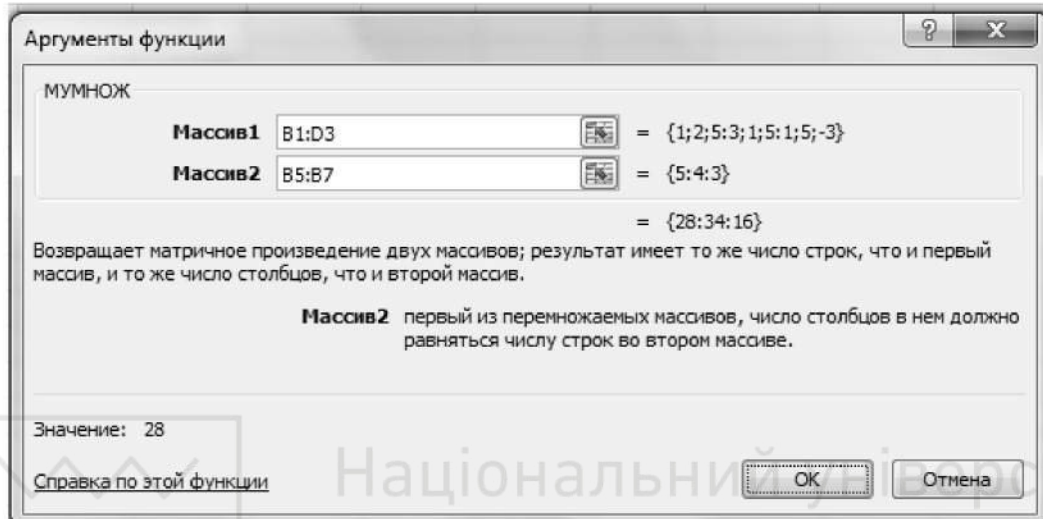 Аргументы функции
МУМНОЖ
Массив1 B1:D3 = {1;2;5:3;1;5:1;5;-3}
Массив2 B5:B7 = {5:4:3}
= {28:34:16}
Возвращает матричное произведение двух массивов; результат имеет то же число строк, что и первый
массив, и то же число столбцов, что и второй массив.
Массив2 первый из перемножаемых массивов, число столбцов в нем должно
равняться числу строк во втором массиве.
Значение: 28
Справка по этой функции
Національний універс
ОК
Отмена